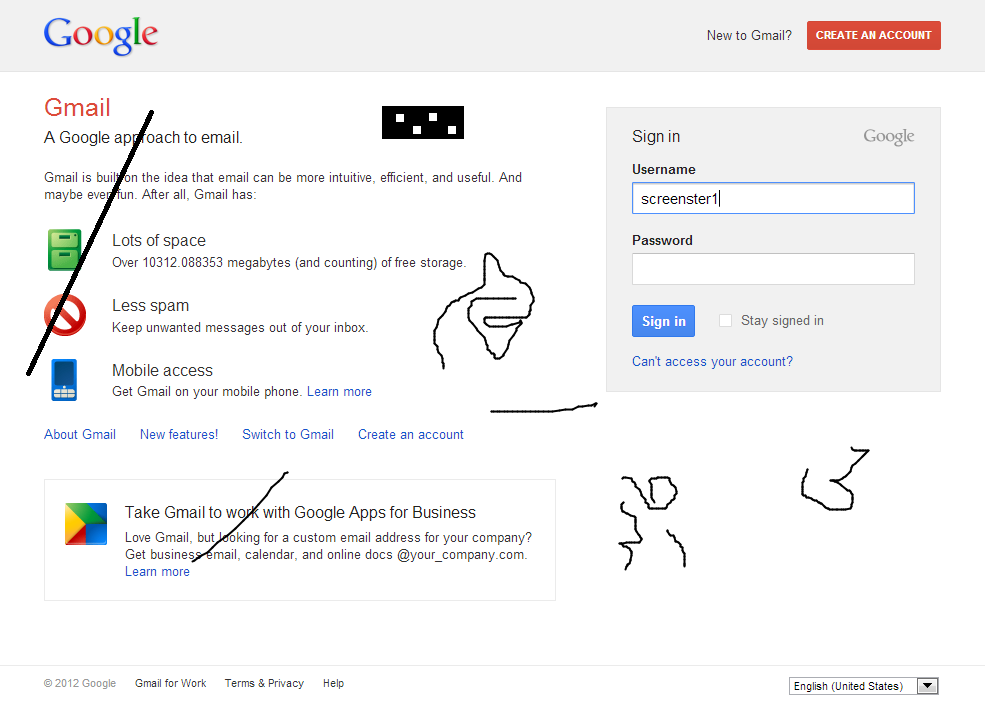 Google
New to Gmail? CREATE AN ACCOUNT
Gmail
A Google approach to email.
Gmail is built on the idea that email can be more intuitive, efficient, and useful. And
maybe even fun. After all, Gmail has:
Lots of space
Over 10312.088353 megabytes (and counting) of free storage.
Less spam
Keep unwanted messages out of your inbox.
Mobile access
Get Gmail on your mobile phone. Learn more
About Gmail New features! Switch to Gmail Create an account
Take Gmail to work with Google Apps for Business
Love Gmail, but looking for a custom email address for your company?
Get business email, calendar, and online docs @your_company.com.
Learn more
Sign in Google
Username
screenster1
Password
Sign in Stay signed in
Can't access your account?
© 2012 Google Gmail for Work Terms & Privacy Help English (United States)